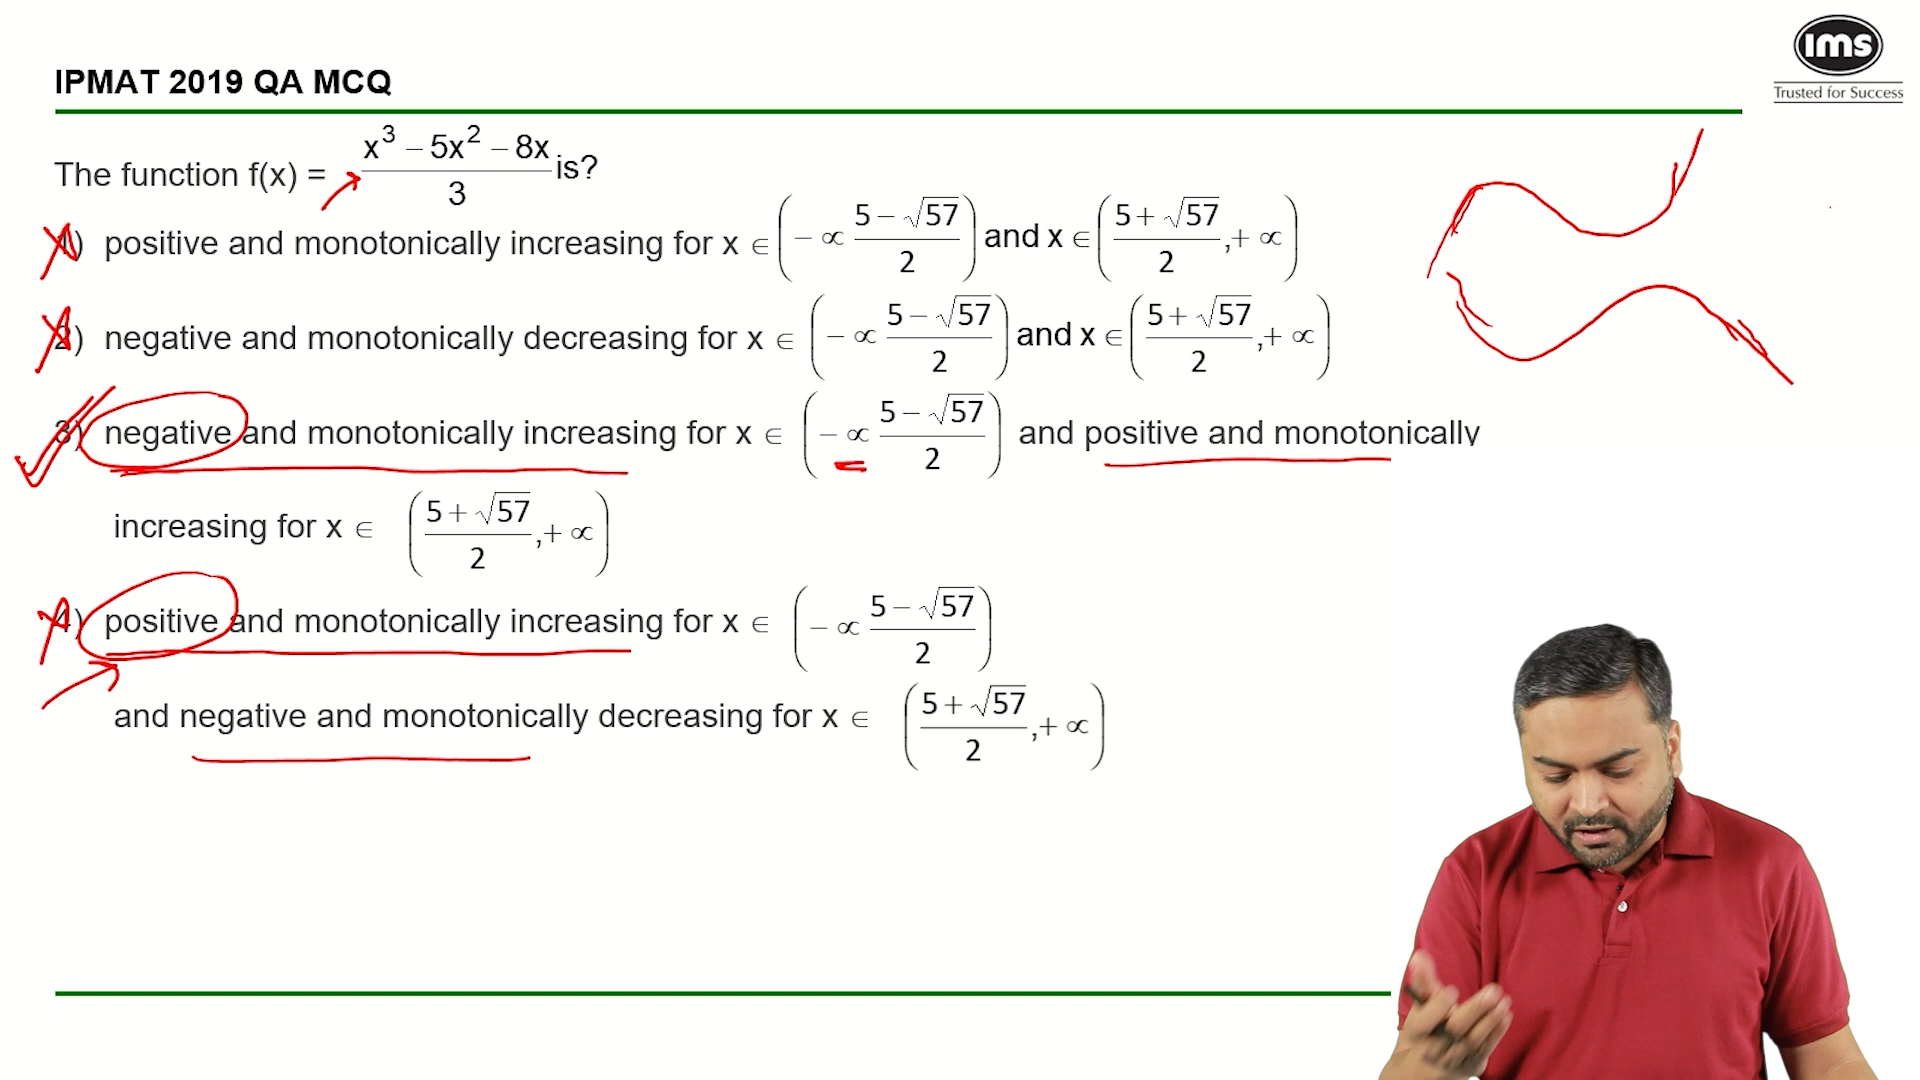 ims
Trusted for Success
IPMAT 2019 QA MCQ
The function f(x) = (x³ – 5x² – 8x)/3 is?
1) positive and monotonically increasing for x ∈ (– ∝ (5 – √57)/2) and x ∈ ((5 + √57)/2 ,+ ∝)
2) negative and monotonically decreasing for x ∈ (– ∝ (5 – √57)/2) and x ∈ ((5 + √57)/2 ,+ ∝)
3) negative and monotonically increasing for x ∈ (– ∝ (5 – √57)/2) and positive and monotonically
increasing for x ∈ ((5 + √57)/2 ,+ ∝)
4) positive and monotonically increasing for x ∈ (– ∝ (5 – √57)/2)
and negative and monotonically decreasing for x ∈ ((5 + √57)/2 ,+ ∝)